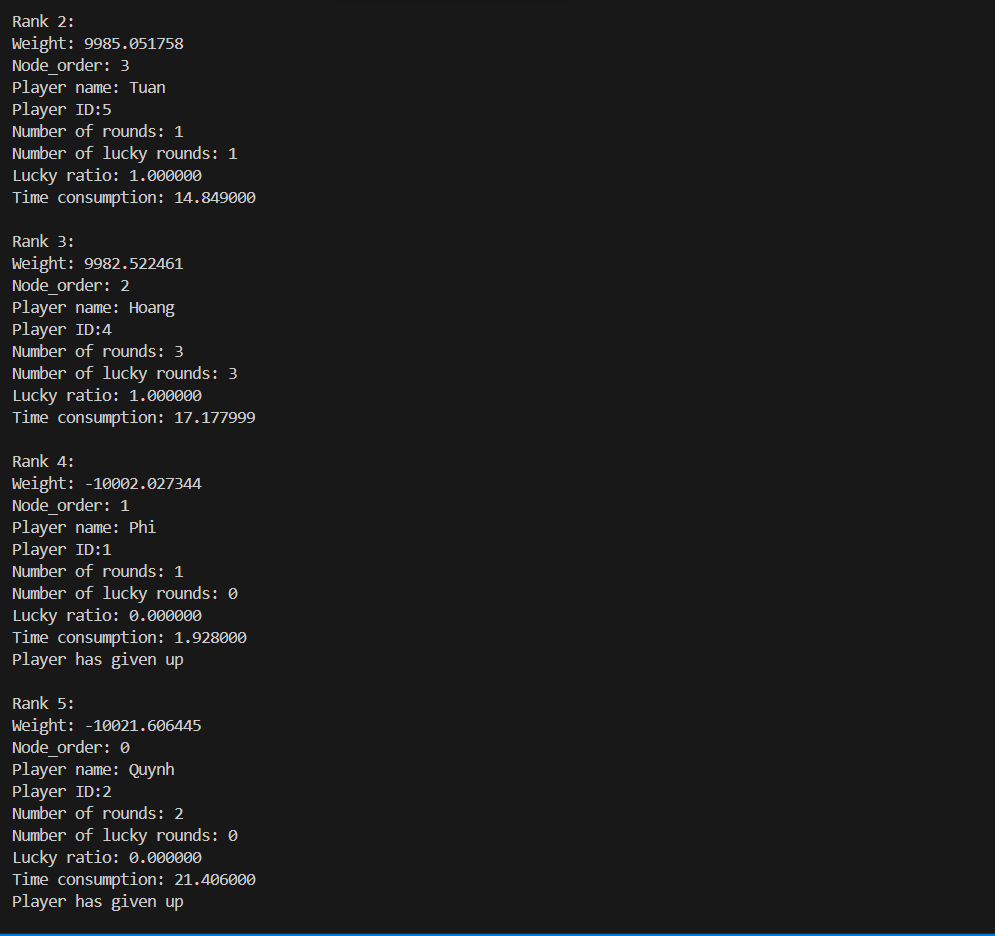 Rank 2:
Weight: 9985.051758
Node_order: 3
Player name: Tuan
Player ID:5
Number of rounds: 1
Number of lucky rounds: 1
Lucky ratio: 1.000000
Time consumption: 14.849000
Rank 3:
Weight: 9982.522461
Node_order: 2
Player name: Hoang
Player ID:4
Number of rounds: 3
Number of lucky rounds: 3
Lucky ratio: 1.000000
Time consumption: 17.177999
Rank 4:
Weight: -10002.027344
Node_order: 1
Player name: Phi
Player ID:1
Number of rounds: 1
Number of lucky rounds: 0
Lucky ratio: 0.000000
Time consumption: 1.928000
Player has given up
Rank 5:
Weight: -10021.606445
Node_order: 0
Player name: Quynh
Player ID:2
Number of rounds: 2
Number of lucky rounds: 0
Lucky ratio: 0.000000
Time consumption: 21.406000
Player has given up